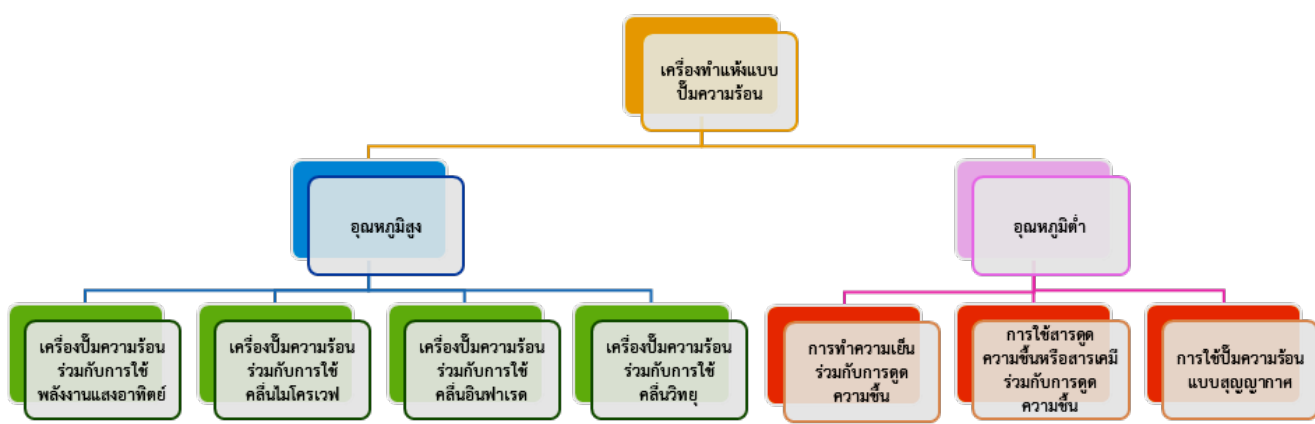 เครื่องทำแห้งแบบ
ปั๊มความร้อน
อุณหภูมิสูง
อุณหภูมิต่ำ
เครื่องปั๊มความร้อน
ร่วมกับการใช้
พลังงานแสงอาทิตย์
เครื่องปั๊มความร้อน
ร่วมกับการใช้
คลื่นไมโครเวฟ
เครื่องปั๊มความร้อน
ร่วมกับการใช้
คลื่นอินฟาเรด
เครื่องปั๊มความร้อน
ร่วมกับการใช้
คลื่นวิทยุ
การทำความเย็น
ร่วมกับการดูด
ความชื้น
การใช้สารดูด
ความชื้นหรือสารเคมี
ร่วมกับการดูด
ความชื้น
การใช้ปั๊มความร้อน
แบบสุญญากาศ